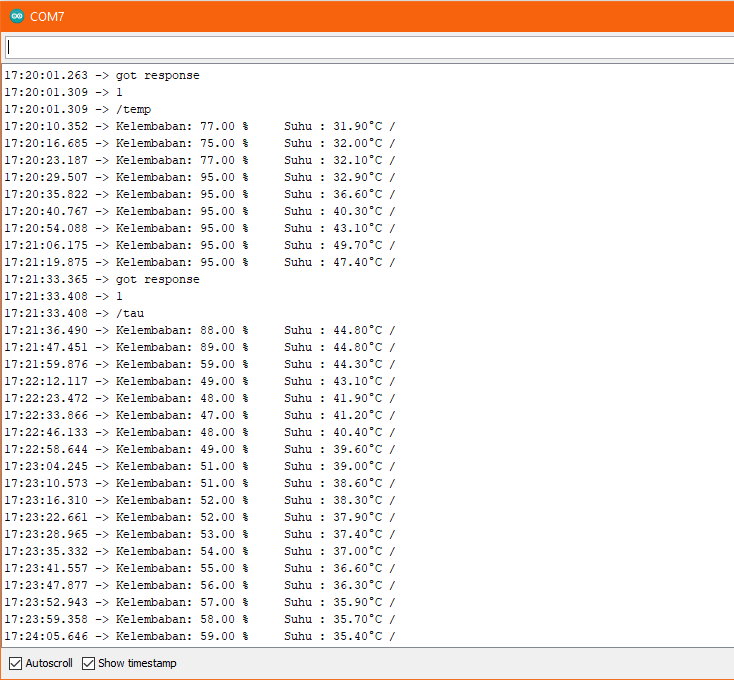 COM7
17:20:01.263 -> got response
17:20:01.309 -> 1
17:20:01.309 -> /temp
17:20:10.352 -> Kelembaban: 77.00 % Suhu : 31.90°C /
17:20:16.685 -> Kelembaban: 75.00 % Suhu : 32.00°C /
17:20:23.187 -> Kelembaban: 77.00 % Suhu : 32.10°C /
17:20:29.507 -> Kelembaban: 95.00 % Suhu : 32.90°C /
17:20:35.822 -> Kelembaban: 95.00 % Suhu : 36.60°C /
17:20:40.767 -> Kelembaban: 95.00 % Suhu : 40.30°C /
17:20:54.088 -> Kelembaban: 95.00 % Suhu : 43.10°C /
17:21:06.175 -> Kelembaban: 95.00 % Suhu : 49.70°C /
17:21:19.875 -> Kelembaban: 95.00 % Suhu : 47.40°C /
17:21:33.365 -> got response
17:21:33.408 -> 1
17:21:33.408 -> /tau
17:21:36.490 -> Kelembaban: 88.00 % Suhu : 44.80°C /
17:21:47.451 -> Kelembaban: 89.00 % Suhu : 44.80°C /
17:21:59.876 -> Kelembaban: 59.00 % Suhu : 44.30°C /
17:22:12.117 -> Kelembaban: 49.00 % Suhu : 43.10°C /
17:22:23.472 -> Kelembaban: 48.00 % Suhu : 41.90°C /
17:22:33.866 -> Kelembaban: 47.00 % Suhu : 41.20°C /
17:22:46.133 -> Kelembaban: 48.00 % Suhu : 40.40°C /
17:22:58.644 -> Kelembaban: 49.00 % Suhu : 39.60°C /
17:23:04.245 -> Kelembaban: 51.00 % Suhu : 39.00°C /
17:23:10.573 -> Kelembaban: 51.00 % Suhu : 38.60°C /
17:23:16.310 -> Kelembaban: 52.00 % Suhu : 38.30°C /
17:23:22.661 -> Kelembaban: 52.00 % Suhu : 37.90°C /
17:23:28.965 -> Kelembaban: 53.00 % Suhu : 37.40°C /
17:23:35.332 -> Kelembaban: 54.00 % Suhu : 37.00°C /
17:23:41.557 -> Kelembaban: 55.00 % Suhu : 36.60°C /
17:23:47.877 -> Kelembaban: 56.00 % Suhu : 36.30°C /
17:23:52.943 -> Kelembaban: 57.00 % Suhu : 35.90°C /
17:23:59.358 -> Kelembaban: 58.00 % Suhu : 35.70°C /
17:24:05.646 -> Kelembaban: 59.00 % Suhu : 35.40°C /
Autoscroll Show timestamp